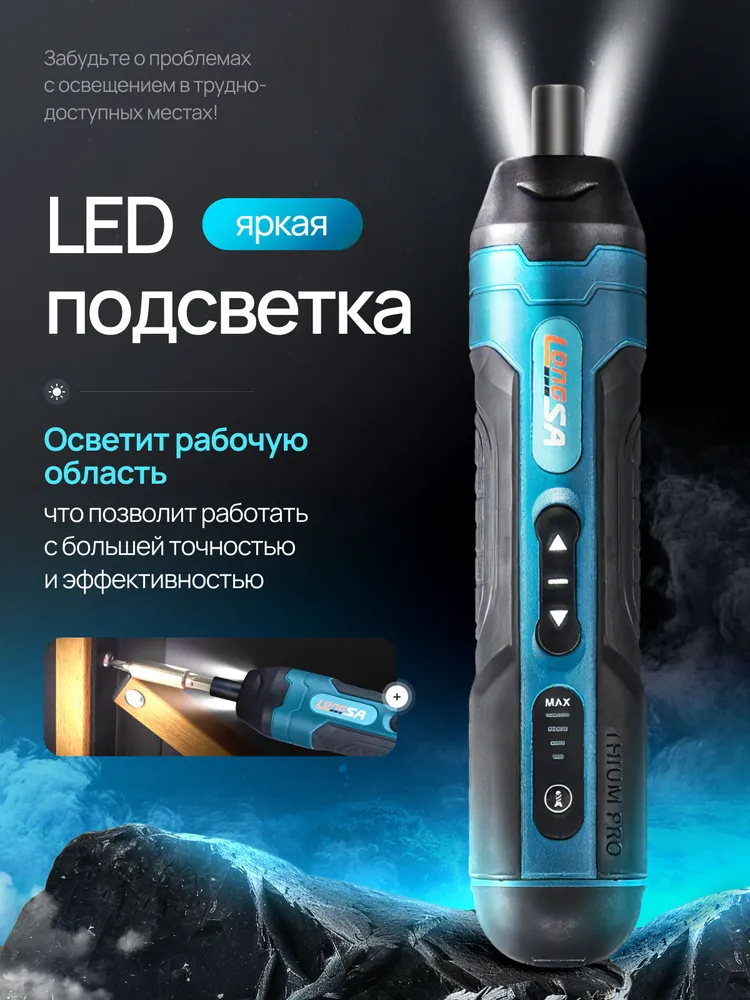 Забудьте о проблемах
с освещением в трудно-
доступных местах!
LED яркая
подсветка
Осветит рабочую
область
что позволит работать
с большей точностью
и эффективностью
LongSA
+
LongSA
MAX
THIUM PRO